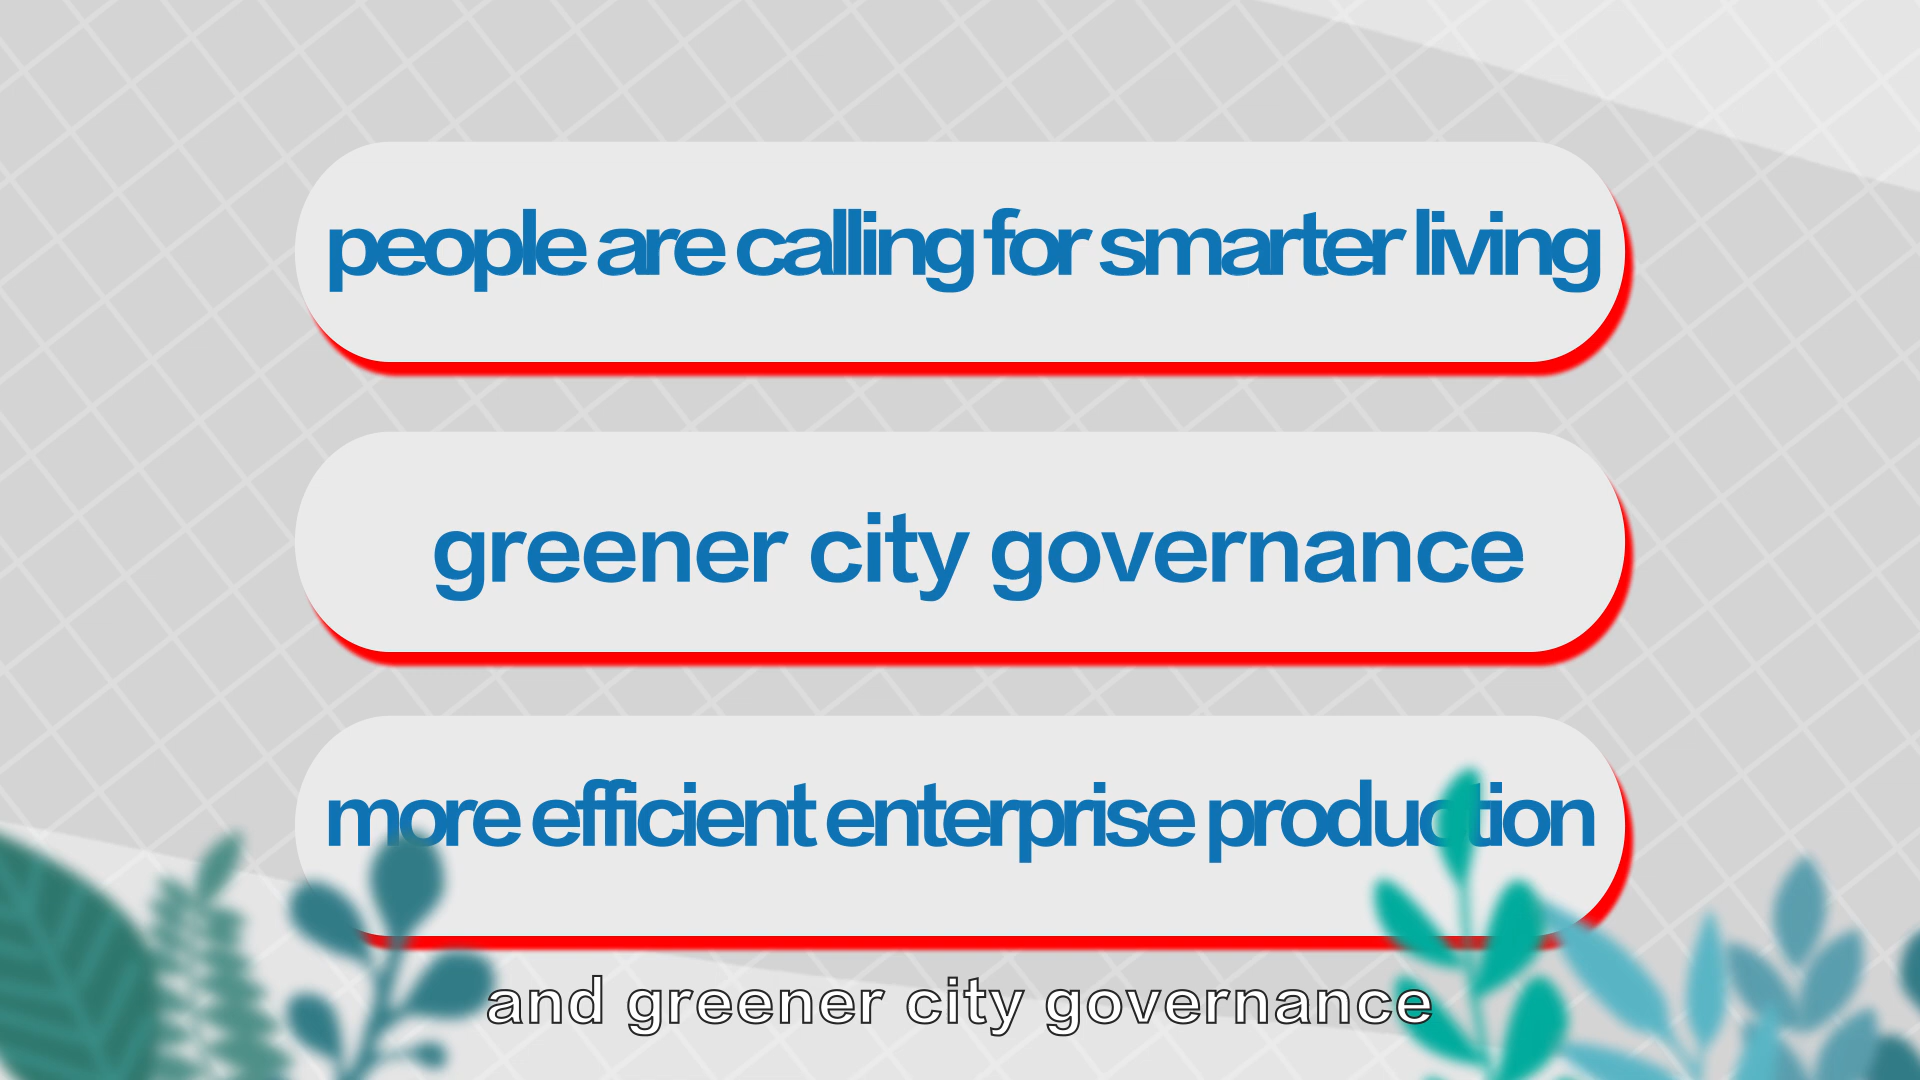 people are calling for smarter living
greener city governance
more efficient enterprise production
and greener city governance